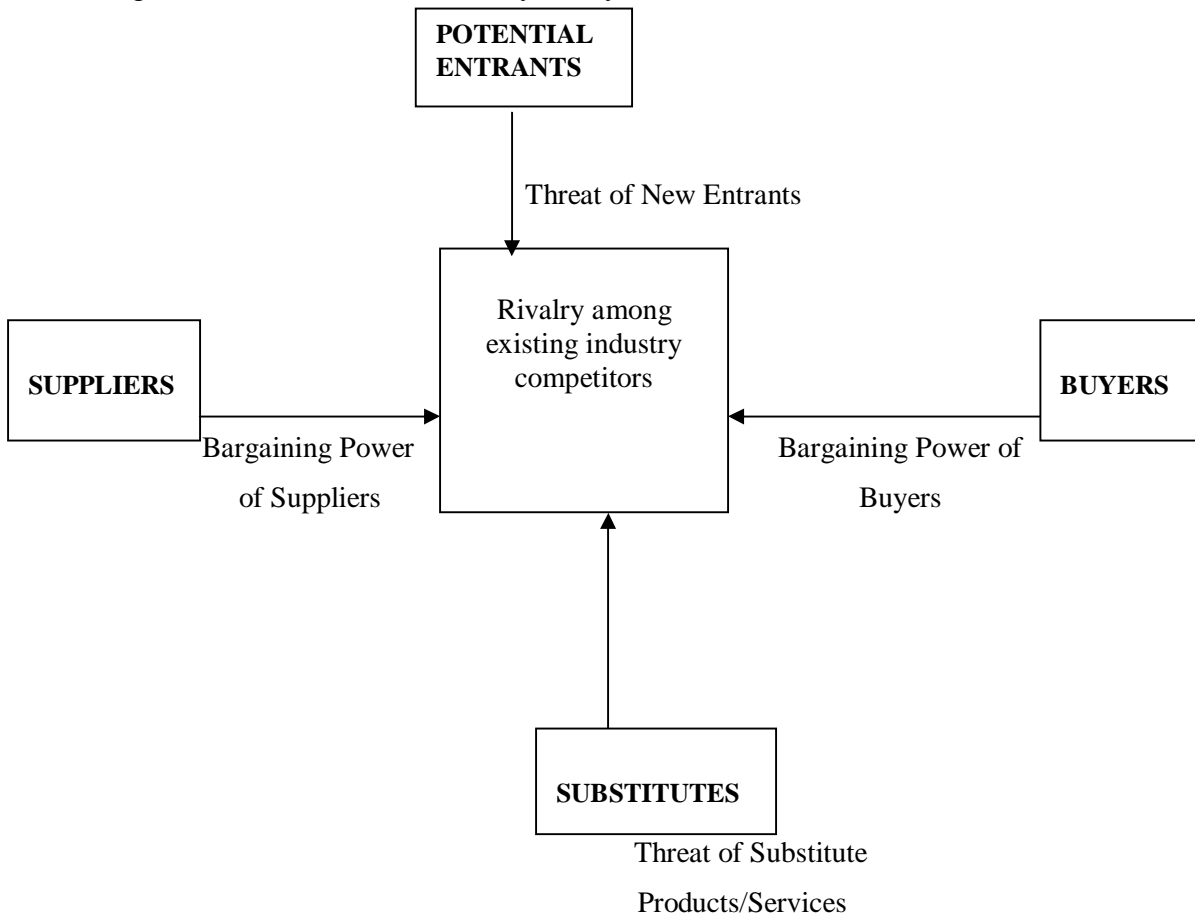 POTENTIAL
ENTRANTS
Threat of New Entrants
Rivalry among
existing industry
competitors
SUPPLIERS
BUYERS
Bargaining Power
of Suppliers
Bargaining Power of
Buyers
SUBSTITUTES
Threat of Substitute
Products/Services